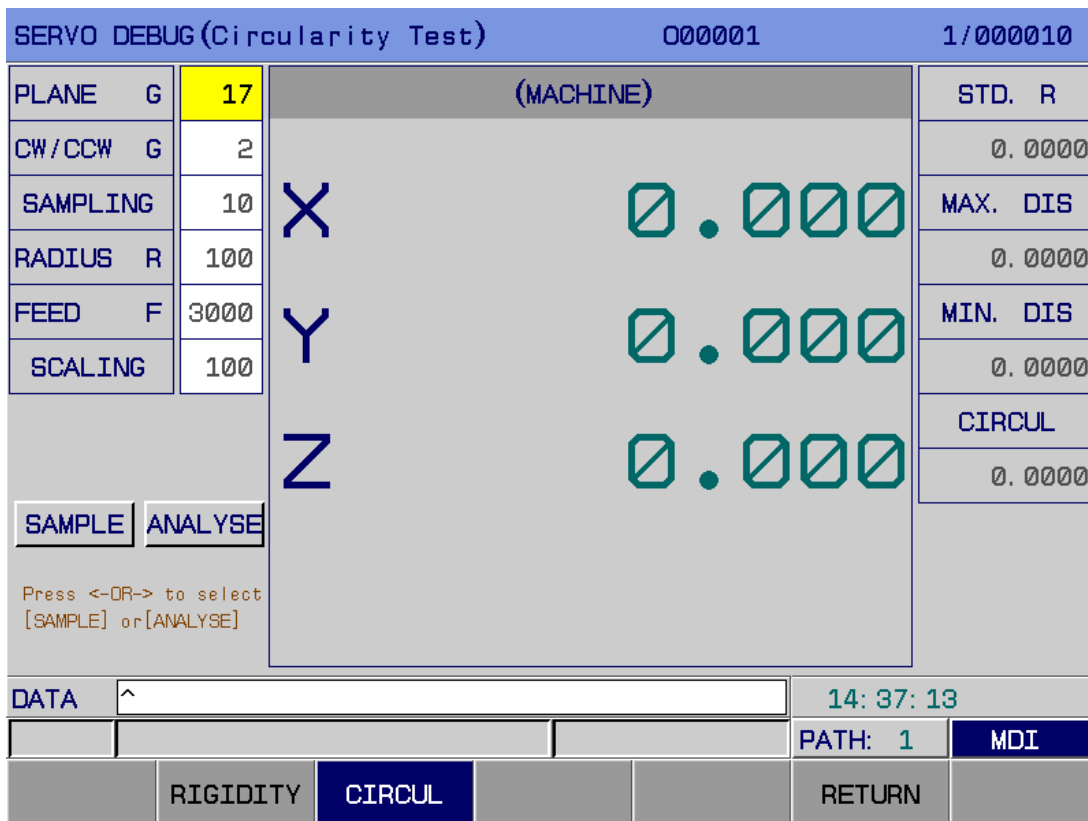 SERVO DEBUG(Circularity Test) O00001 1/000010
PLANE G 17
CW/CCW G 2
SAMPLING 10
RADIUS R 100
FEED F 3000
SCALING 100
SAMPLE ANALYSE
Press <-OR-> to select
[SAMPLE] or[ANALYSE]
(MACHINE)
X 0.000
Y 0.000
Z 0.000
STD. R
0.0000
MAX. DIS
0.0000
MIN. DIS
0.0000
CIRCUL
0.0000
DATA ^ 14:37:13
PATH: 1 MDI
RIGIDITY CIRCUL RETURN